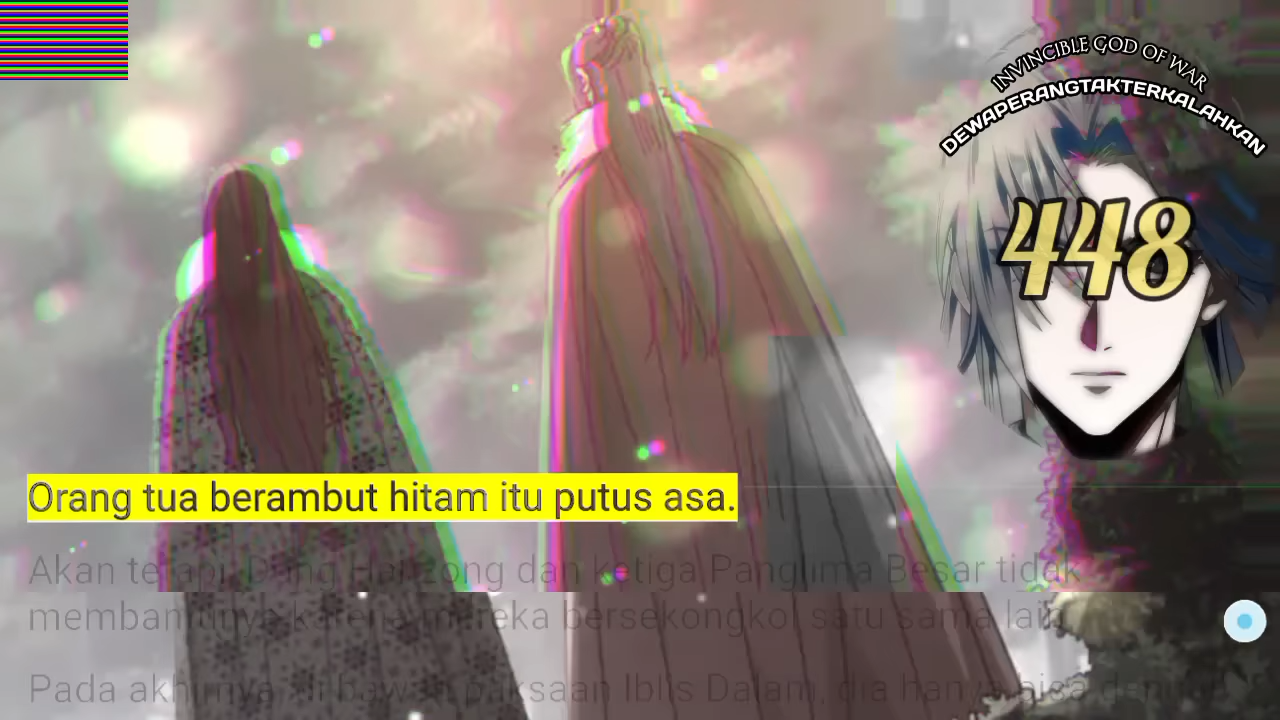 INVINCIBLE GOD OF WAR
DEWAPERANGTAKTERKALAHKAN
448
Orang tua berambut hitam itu putus asa.
Akan tetapi, Dong Hanzong dan ketiga Panglima Besar tidak
membantunya karena mereka bersekongkol satu sama lain.
Pada akhirnya, di bawah paksaan Iblis Dalam, dia hanya bisa